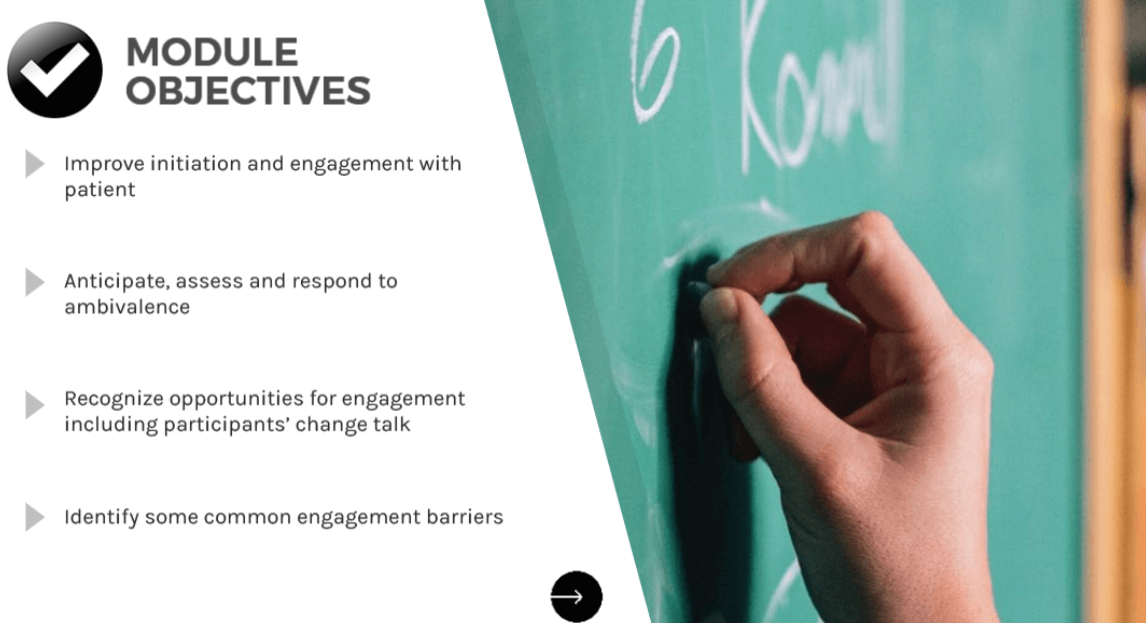 MODULE
OBJECTIVES
Improve initiation and engagement with
patient
Anticipate, assess and respond to
ambivalence
Recognize opportunities for engagement
including participants’ change talk
Identify some common engagement barriers
6